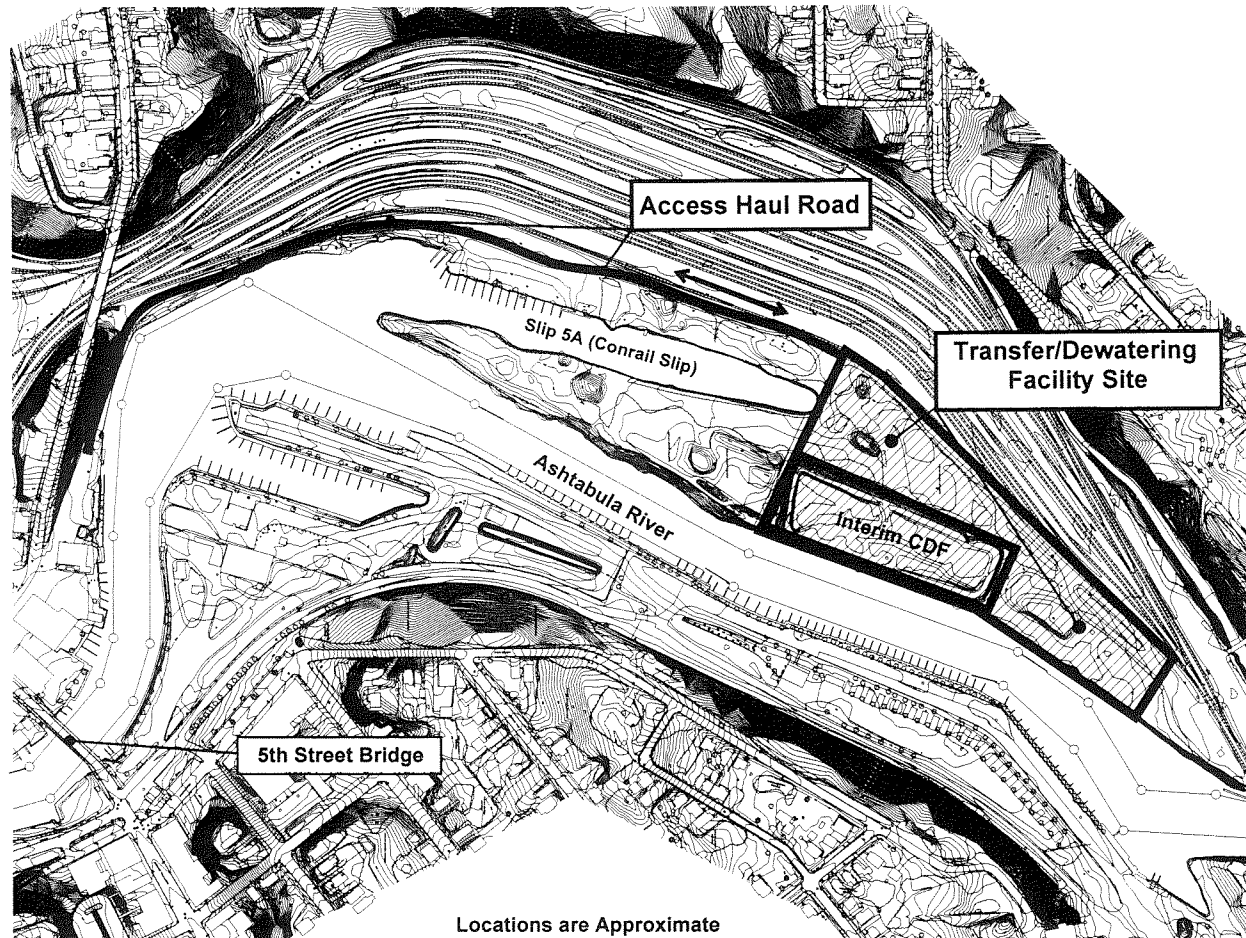 Access Haul Road
Slip 5A (Conrail Slip)
Transfer/Dewatering
Facility Site
Ashtabula River
Interim CDF
5th Street Bridge
Locations are Approximate